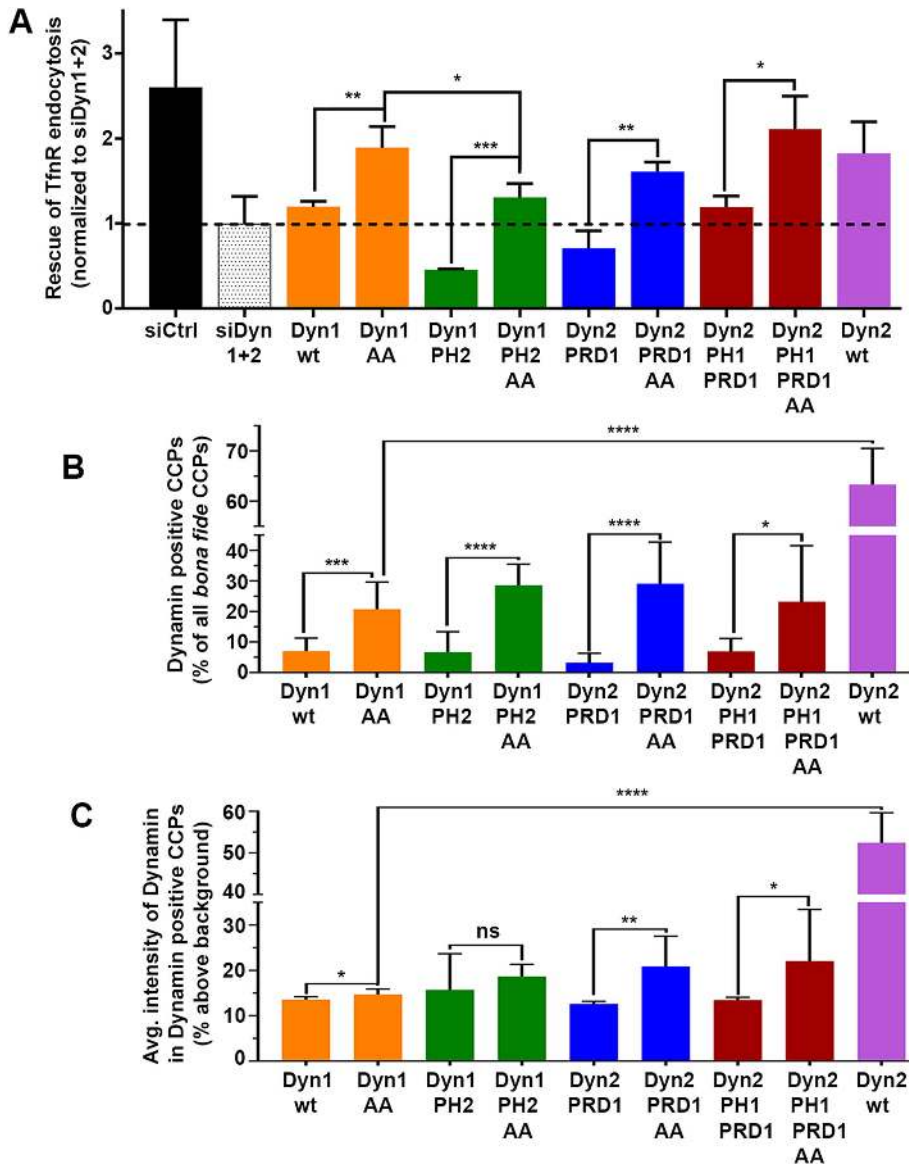 A
Rescue of TfnR endocytosis
(normalized to siDyn1+2)
3
2
1
0
*
**
***
**
*
siCtrl
siDyn
1+2
Dyn1
wt
Dyn1
AA
Dyn1
PH2
Dyn1
PH2
AA
Dyn2
PRD1
Dyn2
PRD1
AA
Dyn2
PH1
PRD1
Dyn2
PH1
PRD1
AA
Dyn2
wt
B
Dynamin positive CCPs
(% of all bona fide CCPs)
70
60
40
30
20
10
0
****
***
****
****
*
Dyn1
wt
Dyn1
AA
Dyn1
PH2
Dyn1
PH2
AA
Dyn2
PRD1
Dyn2
PRD1
AA
Dyn2
PH1
PRD1
Dyn2
PH1
PRD1
AA
Dyn2
wt
C
Avg. intensity of Dynamin
in Dynamin positive CCPs
(% above background)
60
50
40
30
20
10
0
****
*
ns
**
*
Dyn1
wt
Dyn1
AA
Dyn1
PH2
Dyn1
PH2
AA
Dyn2
PRD1
Dyn2
PRD1
AA
Dyn2
PH1
PRD1
Dyn2
PH1
PRD1
AA
Dyn2
wt